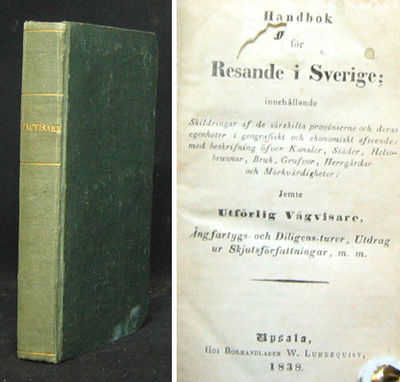 VÄGVISARE
Handbok
för
Resande i Sverige;
innehållande
Skildringar af de särskilta provinserne och deras
egenheter i geografiskt och ekonomiskt afseende;
med beskrifning öfver Kanaler, Städer, Helso-
brunnar, Bruk, Grufvor, Herrgårdar
och Märkvärdigheter;
Jemte
Utförlig Vägvisare,
Ångfartygs- och Diligens-turer, Utdrag
ur Skjutsförfattningar, m. m.
Upsala,
Hos Bokhandlaren W. Lundequist,
1838.